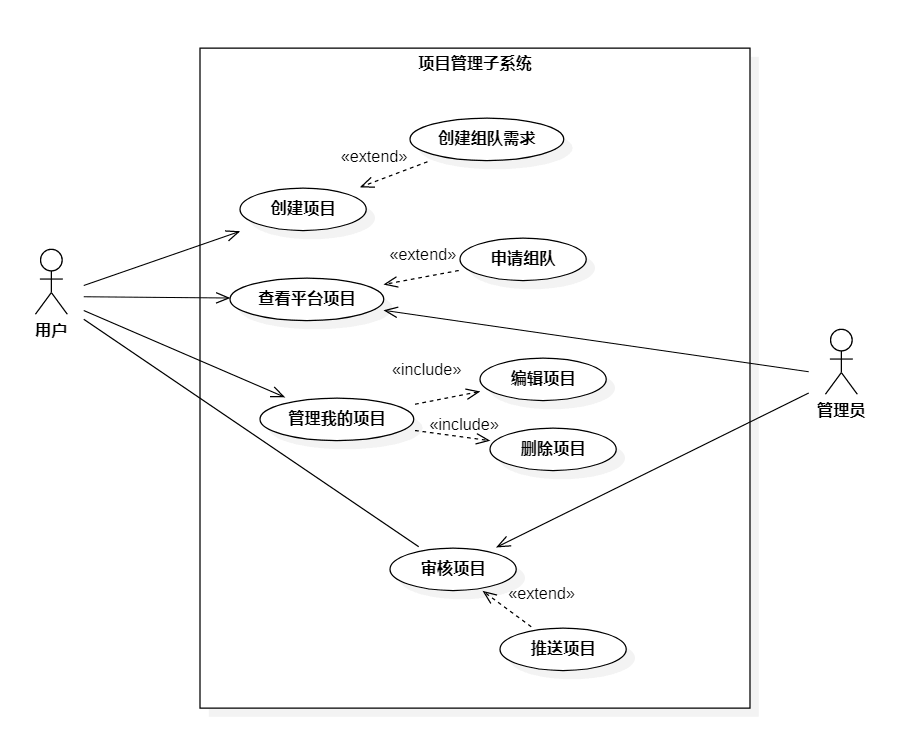 项目管理子系统
创建组队需求
«extend»
创建项目
«extend»
申请组队
查看平台项目
用户
«include»
编辑项目
管理员
管理我的项目
«include»
删除项目
审核项目
«extend»
推送项目